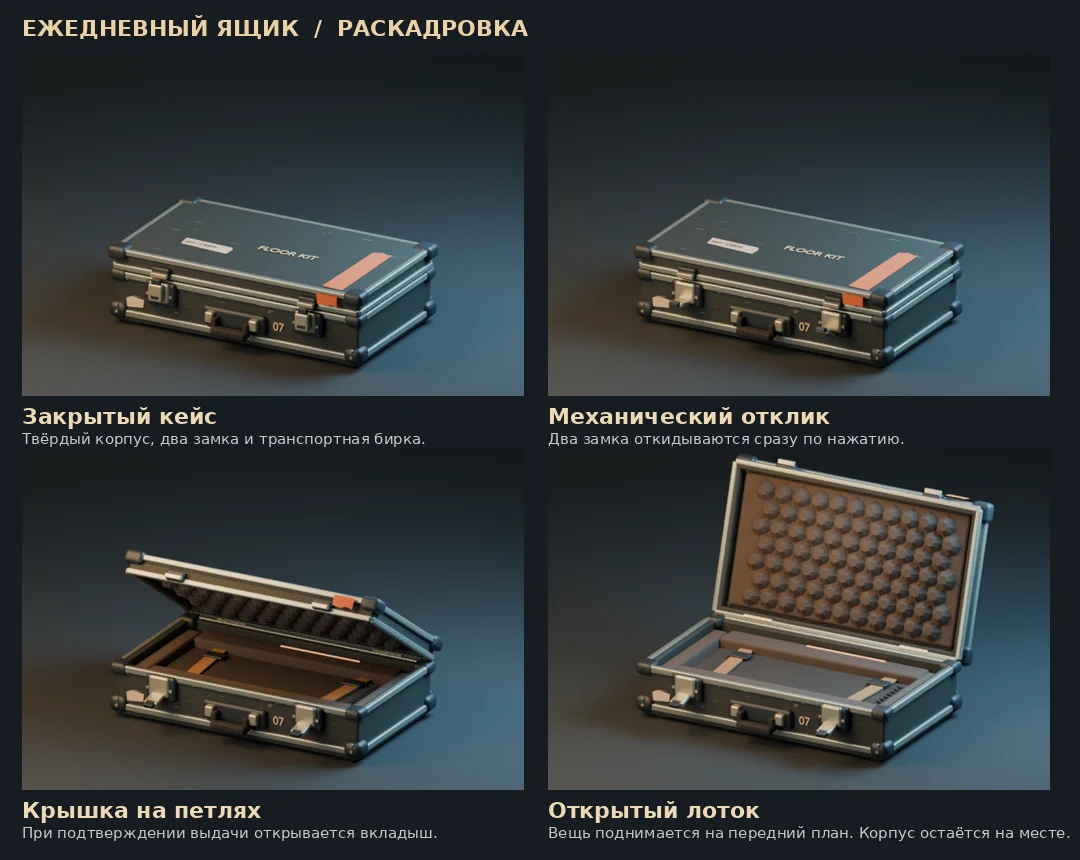 ЕЖЕДНЕВНЫЙ ЯЩИК / РАСКАДРОВКА
FLOOR KIT
07
FLOOR KIT
07
Закрытый кейс
Твёрдый корпус, два замка и транспортная бирка.
Механический отклик
Два замка откидываются сразу по нажатию.
07
07
Крышка на петлях
При подтверждении выдачи открывается вкладыш.
Открытый лоток
Вещь поднимается на передний план. Корпус остаётся на месте.